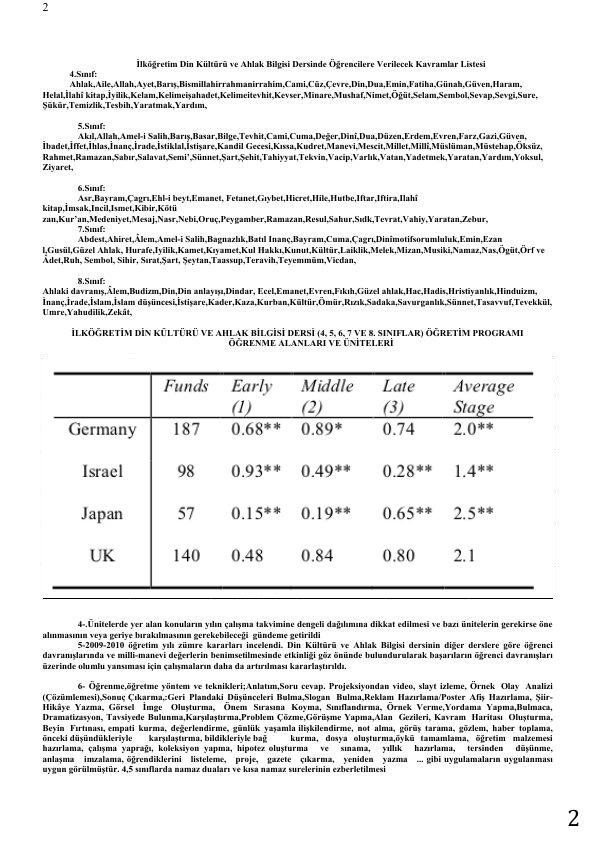 2
İlköğretim Din Kültürü ve Ahlak Bilgisi Dersinde Öğrencilere Verilecek Kavramlar Listesi
4.Sınıf:
Ahlak,Aile,Allah,Ayet,Barış,Bismillahirrahmanirrahim,Cami,Cüz,Çevre,Din,Dua,Emin,Fatiha,Günah,Güven,Haram,
Helal,İlahî kitap,İyilik,Kelam,Kelimeişahadet,Kelimeitevhit,Kevser,Minare,Mushaf,Nimet,Öğüt,Selam,Sembol,Sevap,Sevgi,Sure,
Şükür,Temizlik,Tesbih,Yaratmak,Yardım,
5.Sınıf:
Akıl,Allah,Amel-i Salih,Barış,Basar,Bilge,Tevhit,Cami,Cuma,Değer,Dinî,Dua,Düzen,Erdem,Evren,Farz,Gazi,Güven,
İbadet,İffet,İhlas,İnanç,İrade,İstiklal,İstişare,Kandil Gecesi,Kıssa,Kudret,Manevi,Mescit,Millet,Millî,Müslüman,Müstehap,Öksüz,
Rahmet,Ramazan,Sabır,Salavat,Semi’,Sünnet,Şart,Şehit,Tahiyyat,Tekvin,Vacip,Varlık,Vatan,Yadetmek,Yaratan,Yardım,Yoksul,
Ziyaret,
6.Sınıf:
Asr,Bayram,Çagrı,Ehl-i beyt,Emanet, Fetanet,Gıybet,Hicret,Hile,Hutbe,Iftar,Iftira,Ilahî
kitap,İmsak,Incil,Ismet,Kibir,Kötü
zan,Kur’an,Medeniyet,Mesaj,Nasr,Nebi,Oruç,Peygamber,Ramazan,Resul,Sahur,Sıdk,Tevrat,Vahiy,Yaratan,Zebur,
7.Sınıf:
Abdest,Ahiret,Âlem,Amel-i Salih,Bagnazlık,Batıl Inanç,Bayram,Cuma,Çagrı,Dinîmotifsorumluluk,Emin,Ezan
l,Gusül,Güzel Ahlak, Hurafe,Iyilik,Kamet,Kıyamet,Kul Hakkı,Kunut,Kültür,Laiklik,Melek,Mizan,Musiki,Namaz,Nas,Ögüt,Örf ve
Âdet,Ruh, Sembol, Sihir, Sırat,Şart, Şeytan,Taassup,Teravih,Teyemmüm,Vicdan,
8.Sınıf:
Ahlaki davranış,Âlem,Budizm,Din,Din anlayışı,Dindar, Ecel,Emanet,Evren,Fıkıh,Güzel ahlak,Hac,Hadis,Hristiyanlık,Hinduizm,
İnanç,İrade,İslam,İslam düşüncesi,İstişare,Kader,Kaza,Kurban,Kültür,Ömür,Rızık,Sadaka,Savurganlık,Sünnet,Tasavvuf,Tevekkül,
Umre,Yahudilik,Zekât,
İLKÖĞRETİM DİN KÜLTÜRÜ VE AHLAK BİLGİSİ DERSİ (4, 5, 6, 7 VE 8. SINIFLAR) ÖĞRETİM PROGRAMI
ÖĞRENME ALANLARI VE ÜNİTELERİ
Funds Early Middle Late Average
(1) (2) (3) Stage
Germany 187 0.68** 0.89* 0.74 2.0**
Israel 98 0.93** 0.49** 0.28** 1.4**
Japan 57 0.15** 0.19** 0.65** 2.5**
UK 140 0.48 0.84 0.80 2.1
4-.Ünitelerde yer alan konuların yılın çalışma takvimine dengeli dağılımına dikkat edilmesi ve bazı ünitelerin gerekirse öne
alınmasının veya geriye bırakılmasının gerekebileceği gündeme getirildi
5-2009-2010 öğretim yılı zümre kararları incelendi. Din Kültürü ve Ahlak Bilgisi dersinin diğer derslere göre öğrenci
davranışlarında ve milli-manevi değerlerin benimsetilmesinde etkinliği göz önünde bulundurularak başarıların öğrenci davranışları
üzerinde olumlu yansıması için çalışmaların daha da artırılması kararlaştırıldı.
6- Öğrenme,öğretme yöntem ve teknikleri;Anlatım,Soru cevap. Projeksiyondan video, slayt izleme, Örnek Olay Analizi
(Çözümlemesi),Sonuç Çıkarma,:Geri Plandaki Düşünceleri Bulma,Slogan Bulma,Reklam Hazırlama/Poster Afiş Hazırlama, Şiir-
Hikâye Yazma, Görsel İmge Oluşturma, Önem Sırasına Koyma, Sınıflandırma, Örnek Verme,Yordama Yapma,Bulmaca,
Dramatizasyon, Tavsiyede Bulunma,Karşılaştırma,Problem Çözme,Görüşme Yapma,Alan Gezileri, Kavram Haritası Oluşturma,
Beyin Fırtınası, empati kurma, değerlendirme, günlük yaşamla ilişkilendirme, not alma, görüş tarama, gözlem, haber toplama,
önceki düşündükleriyle karşılaştırma, bildikleriyle bağ kurma, dosya oluşturma,öykü tamamlama, öğretim malzemesi
hazırlama, çalışma yaprağı, koleksiyon yapma, hipotez oluşturma ve sınama, yıllık hazırlama, tersinden düşünme,
anlaşma imzalama, öğrendiklerini listeleme, proje, gazete çıkarma, yeniden yazma ... gibi uygulamaların uygulanması
uygun görülmüştür. 4,5 sınıflarda namaz duaları ve kısa namaz surelerinin ezberletilmesi
2